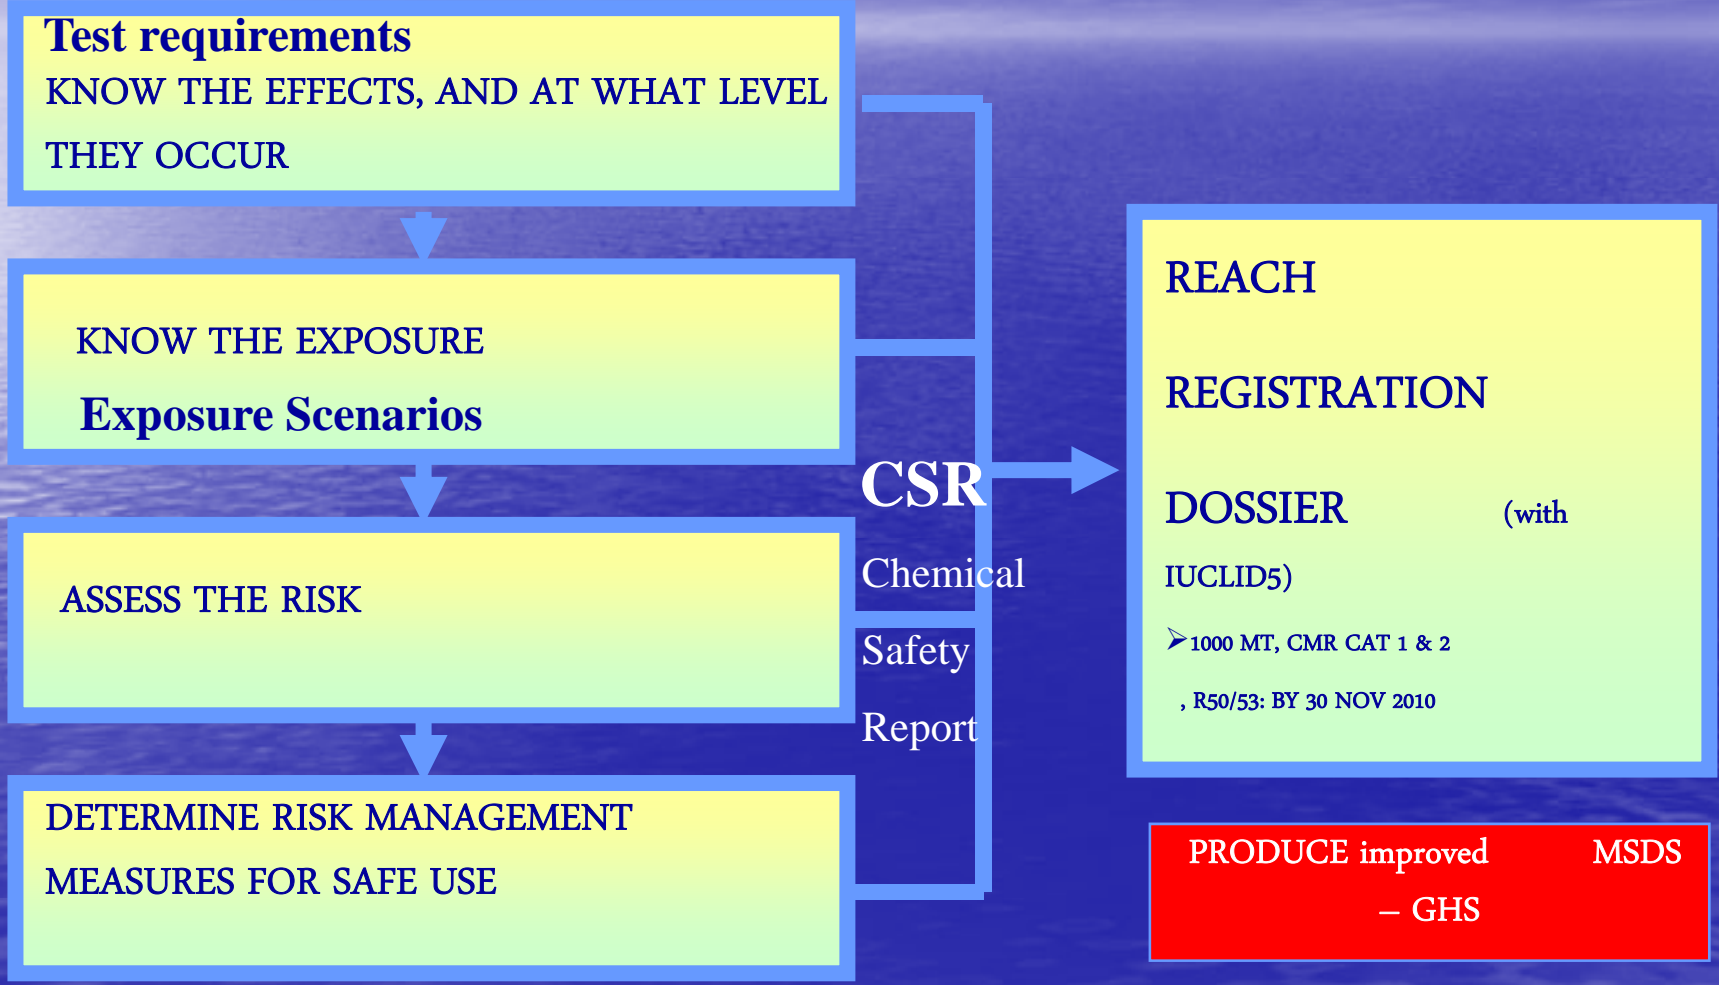 Test requirements
KNOW THE EFFECTS, AND AT WHAT LEVEL
THEY OCCUR
KNOW THE EXPOSURE
Exposure Scenarios
ASSESS THE RISK
DETERMINE RISK MANAGEMENT
MEASURES FOR SAFE USE
CSR
Chemical
Safety
Report
REACH
REGISTRATION
DOSSIER (with
IUCLID5)
➢1000 MT, CMR CAT 1 & 2
, R50/53: BY 30 NOV 2010
PRODUCE improved MSDS
– GHS